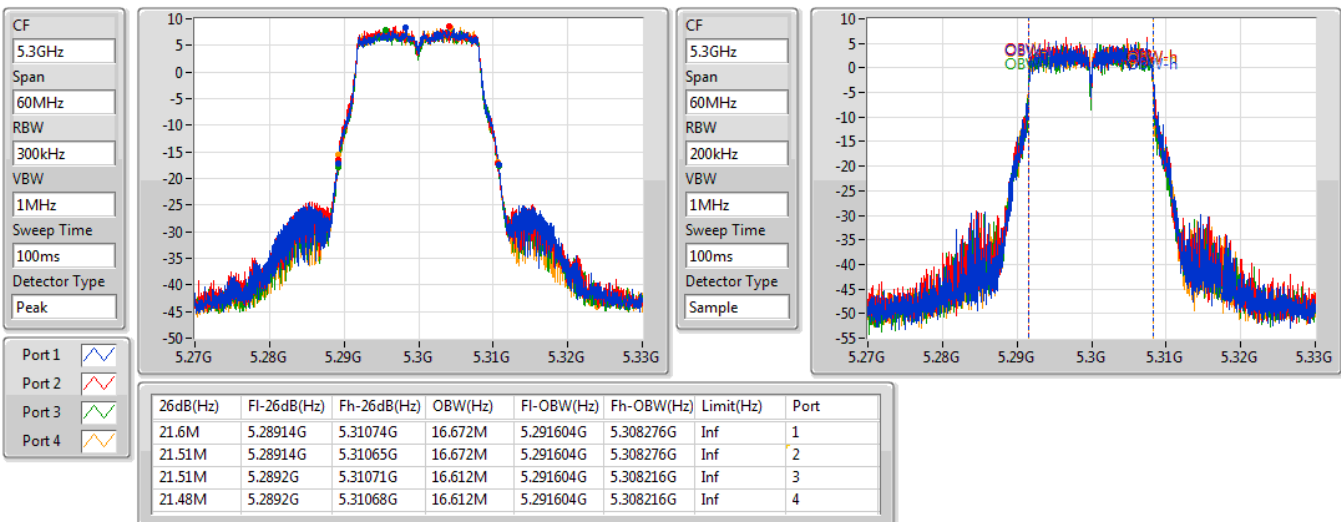 CF
5.3GHz
Span
60MHz
RBW
300kHz
VBW
1MHz
Sweep Time
100ms
Detector Type
Peak
10
5
0
-5
-10
-15
-20
-25
-30
-35
-40
-45
-50
5.27G 5.28G 5.29G 5.3G 5.31G 5.32G 5.33G
CF
5.3GHz
Span
60MHz
RBW
200kHz
VBW
1MHz
Sweep Time
100ms
Detector Type
Sample
10
5
0
-5
-10
-15
-20
-25
-30
-35
-40
-45
-50
-55
5.27G 5.28G 5.29G 5.3G 5.31G 5.32G 5.33G
Port 1
Port 2
Port 3
Port 4
26dB(Hz) Fl-26dB(Hz) Fh-26dB(Hz) OBW(Hz) Fl-OBW(Hz) Fh-OBW(Hz) Limit(Hz) Port
21.6M 5.28914G 5.31074G 16.672M 5.291604G 5.308276G Inf 1
21.51M 5.28914G 5.31065G 16.672M 5.291604G 5.308276G Inf 2
21.51M 5.2892G 5.31071G 16.612M 5.291604G 5.308216G Inf 3
21.48M 5.2892G 5.31068G 16.612M 5.291604G 5.308216G Inf 4